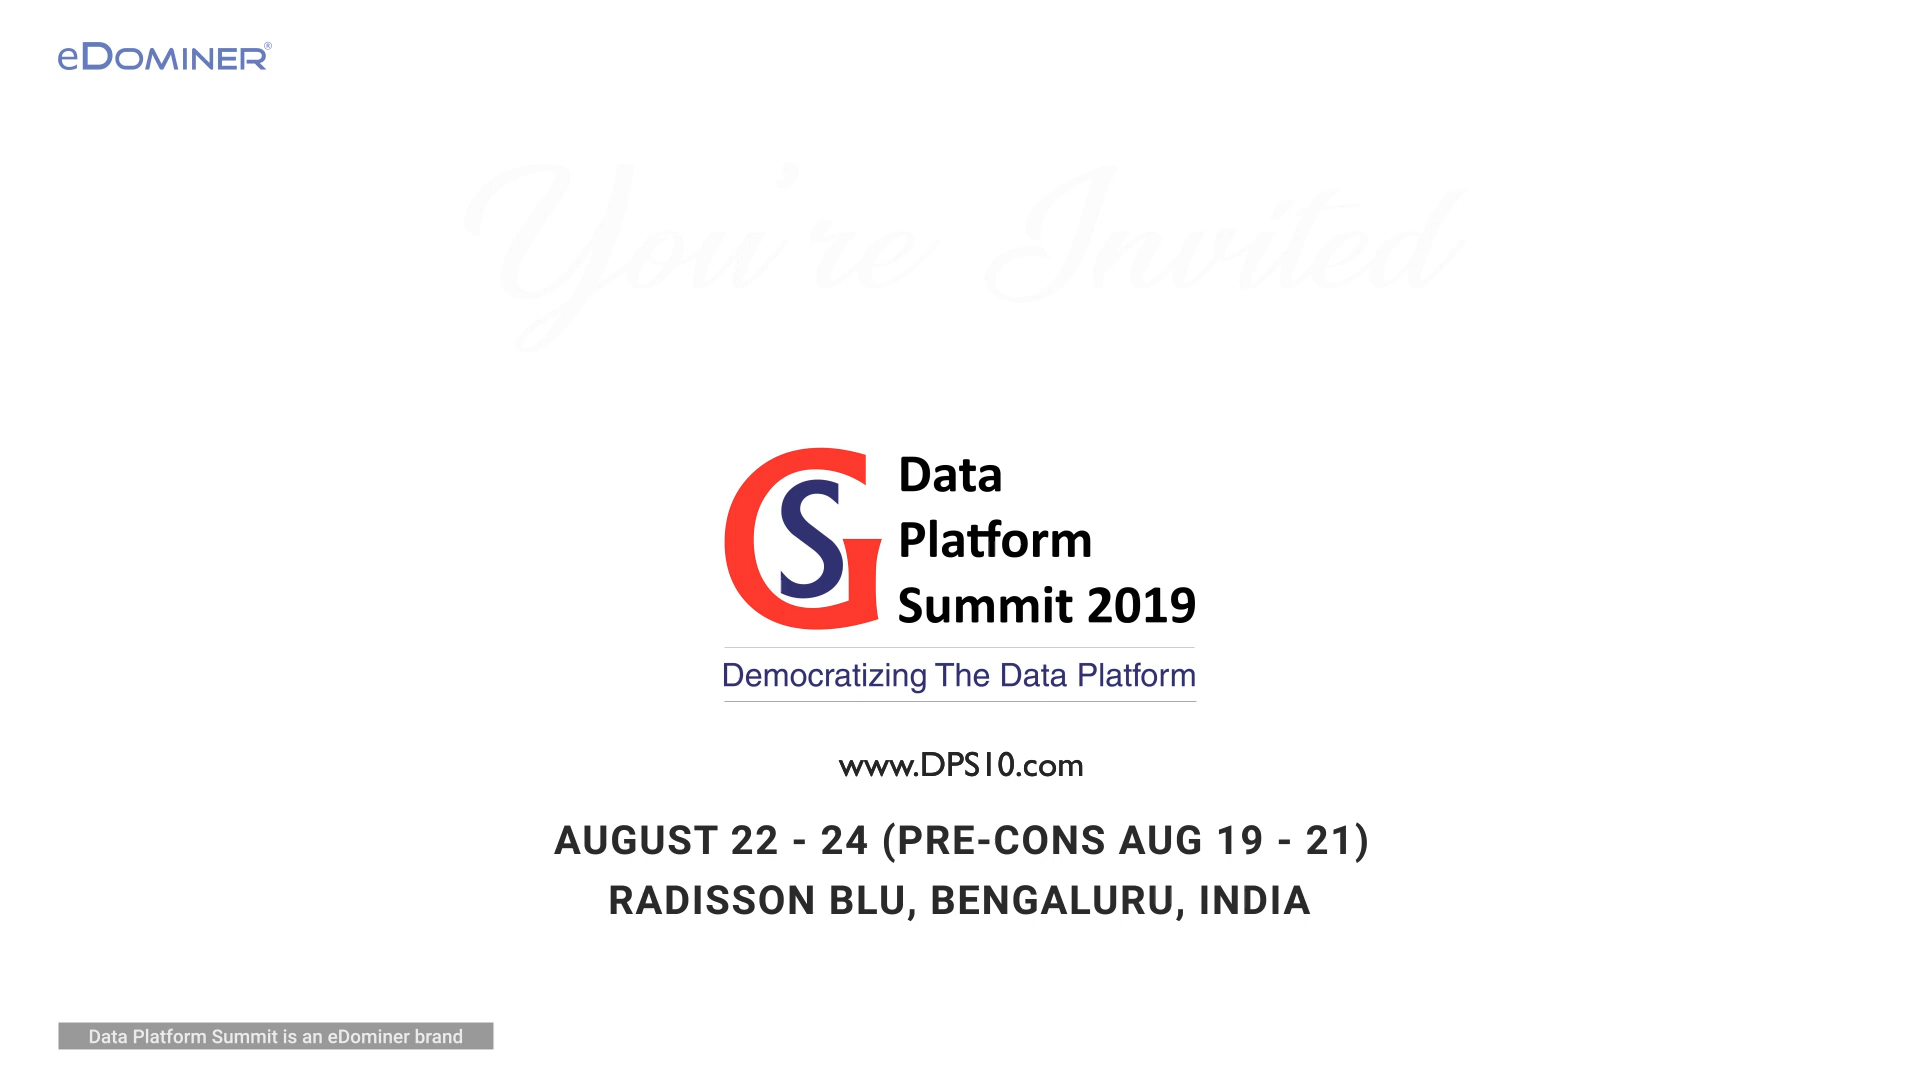 eDOMINER®
You're Invited
GS
Data
Platform
Summit 2019
Democratizing The Data Platform
www.DPS10.com
AUGUST 22 - 24 (PRE-CONS AUG 19 - 21)
RADISSON BLU, BENGALURU, INDIA
Data Platform Summit is an eDominer brand